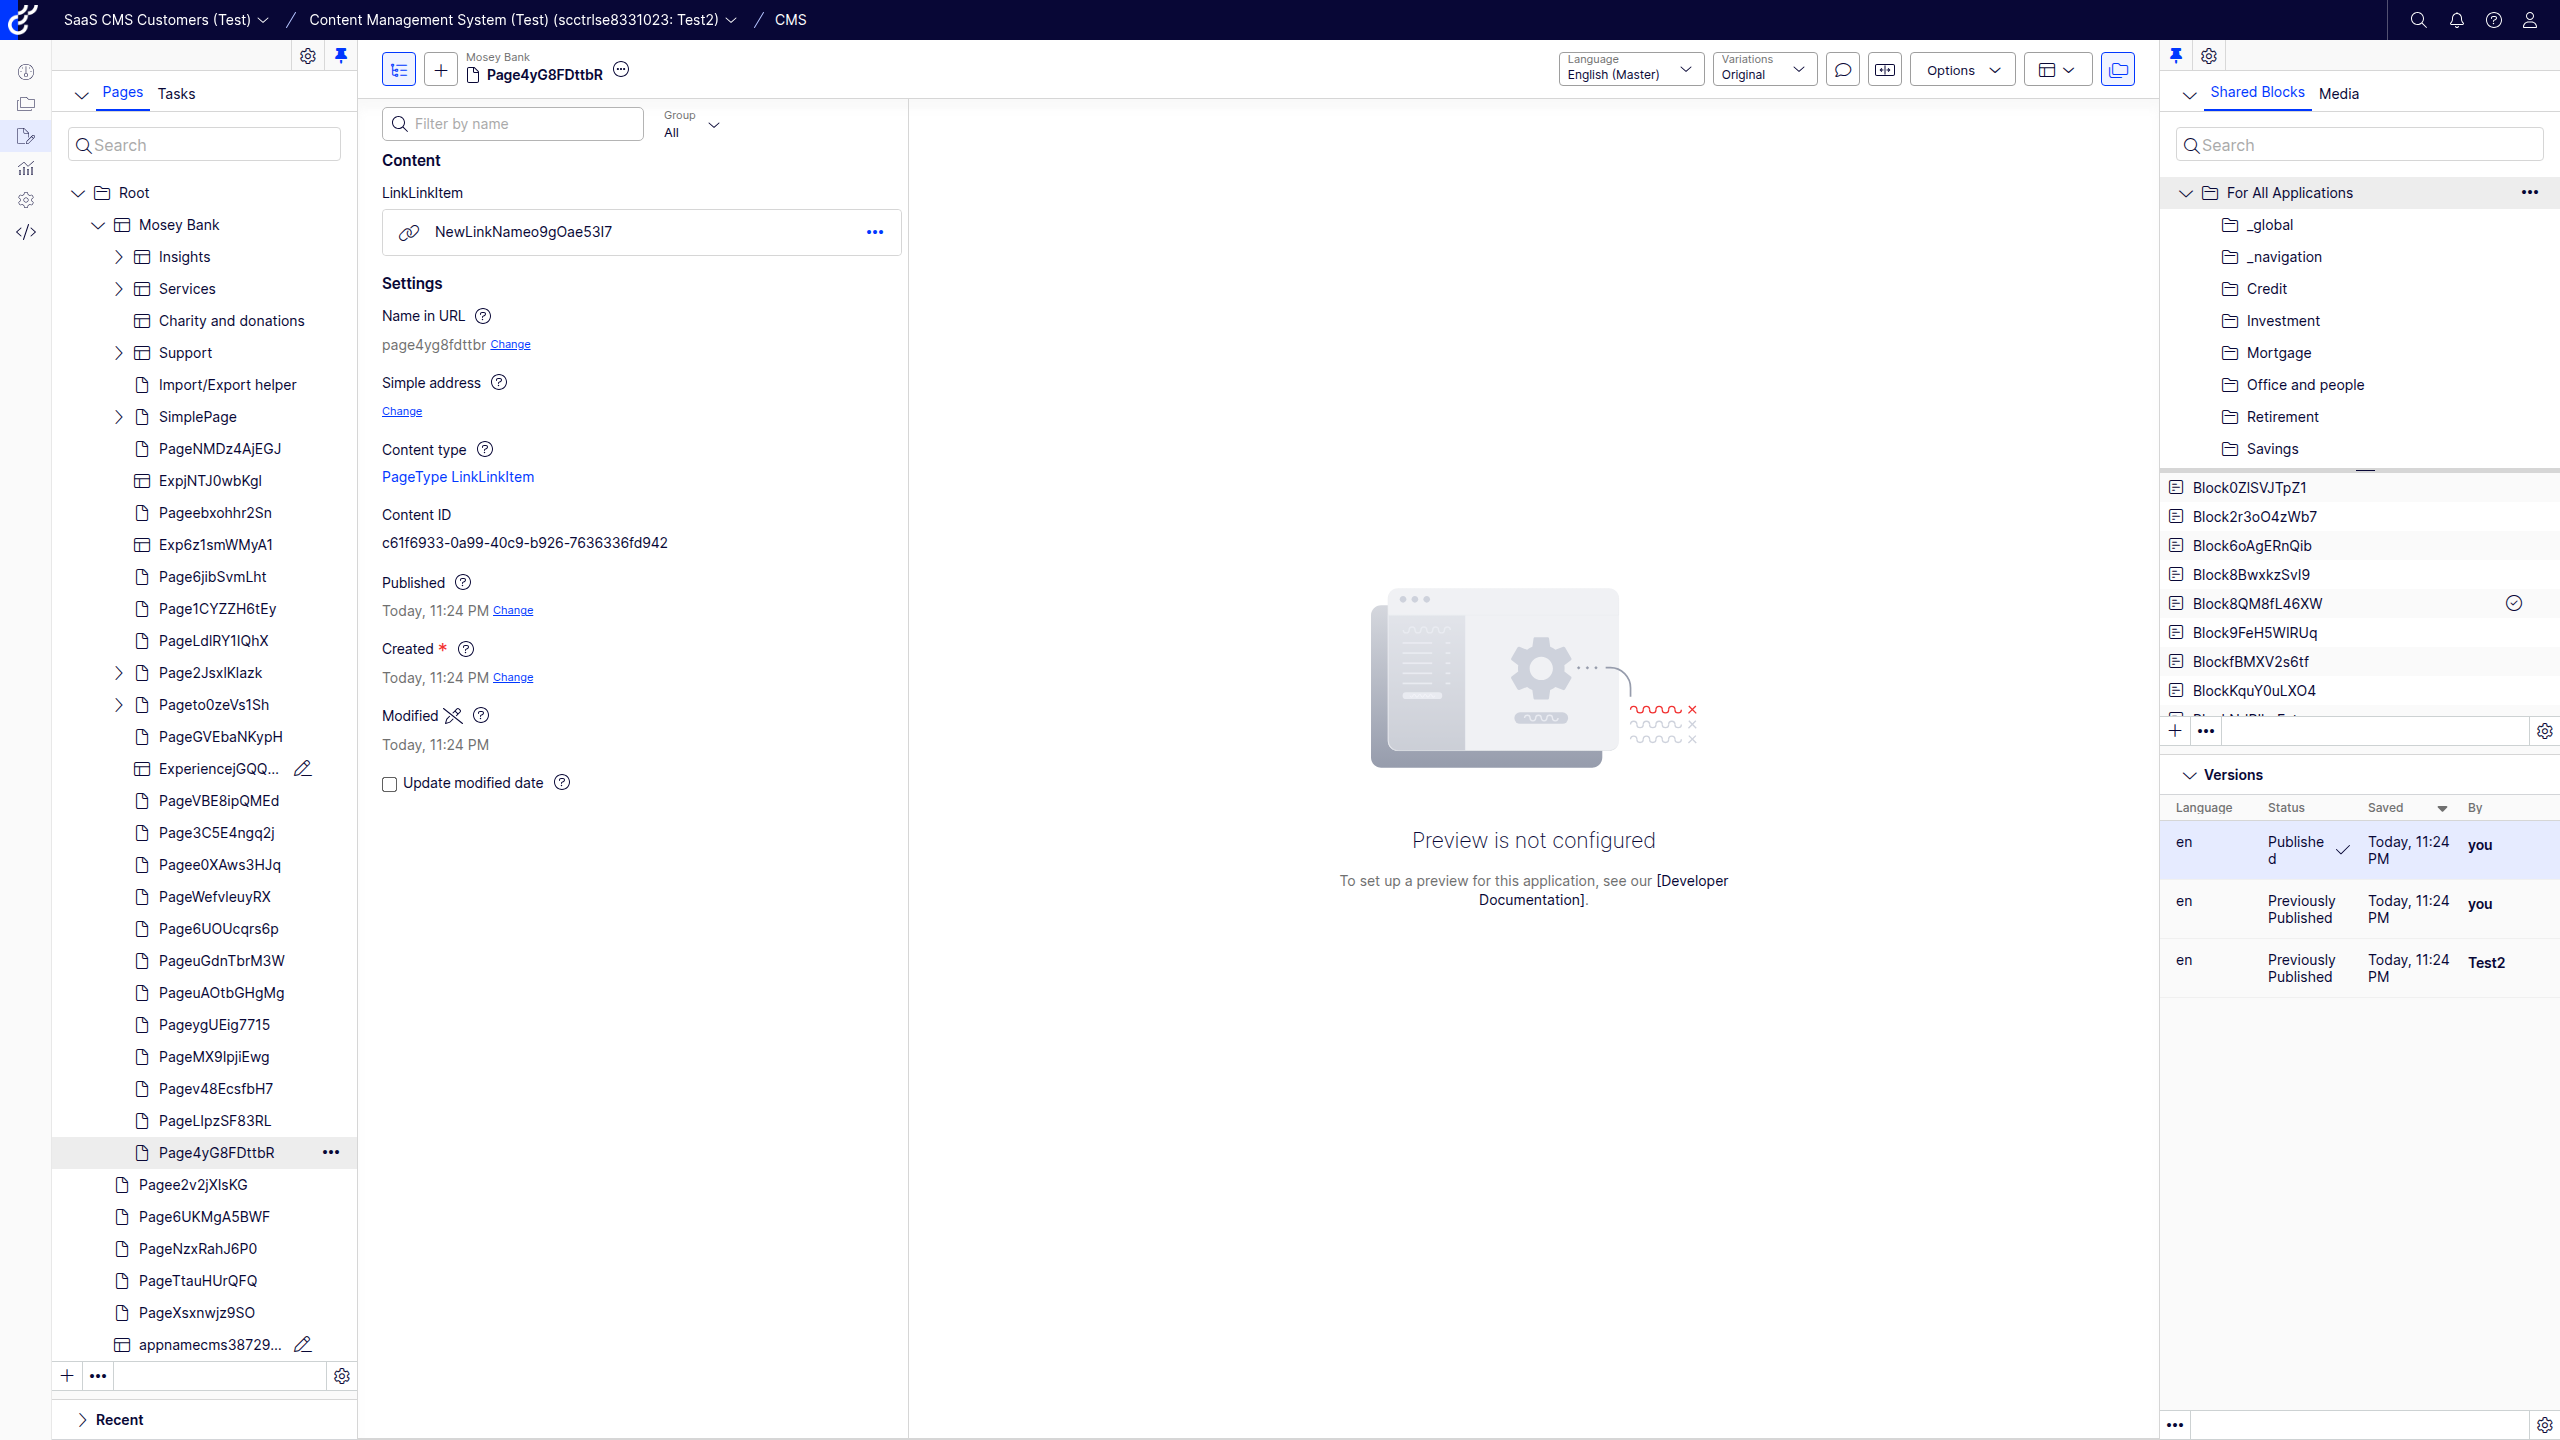 SaaS CMS Customers (Test)
Content Management System (Test) (scctrlse8331023: Test2)
CMS
Pages
Tasks
Search
Root
Mosey Bank
Insights
Services
Charity and donations
Support
Import/Export helper
SimplePage
PageNMDz4AjEGJ
ExpjNTJ0wbKgI
Pageebxohhr2Sn
Exp6z1smWMyA1
Page6jibSvmLht
Page1CYZZH6tEy
PageLdlRY1IQhX
Page2JsxlKlazk
Pageto0zeVs1Sh
PageGVEbaNKypH
ExperiencejGQQ...
PageVBE8ipQMEd
Page3C5E4ngq2j
Pagee0XAws3HJq
PageWefvleuyRX
Page6UOUcqrs6p
PageuGdnTbrM3W
PageuAOtbGHgMg
PageygUEig7715
PageMX9lpjiEwg
Pagev48EcsfbH7
PageLlpzSF83RL
Page4yG8FDttbR
Pagee2v2jXlsKG
Page6UKMgA5BWF
PageNzxRahJ6P0
PageTtauHUrQFQ
PageXsxnwjz9SO
appnamecms38729...
Recent
Mosey Bank
Page4yG8FDttbR
Language
English (Master)
Variations
Original
Options
Filter by name
Group
All
Content
LinkLinkItem
NewLinkNameo9gOae53I7
Settings
Name in URL
page4yg8fdttbr Change
Simple address
Change
Content type
PageType LinkLinkItem
Content ID
c61f6933-0a99-40c9-b926-7636336fd942
Published
Today, 11:24 PM Change
Created *
Today, 11:24 PM Change
Modified
Today, 11:24 PM
Update modified date
Preview is not configured
To set up a preview for this application, see our [Developer
Documentation].
Shared Blocks
Media
Search
For All Applications
_global
_navigation
Credit
Investment
Mortgage
Office and people
Retirement
Savings
Block0ZlSVJTpZ1
Block2r3oO4zWb7
Block6oAgERnQib
Block8BwxkzSvI9
Block8QM8fL46XW
Block9FeH5WlRUq
BlockfBMXV2s6tf
BlockKquY0uLXO4
Versions
Language Status Saved By
en Publishe
d Today, 11:24
PM you
en Previously
Published Today, 11:24
PM you
en Previously
Published Today, 11:24
PM Test2